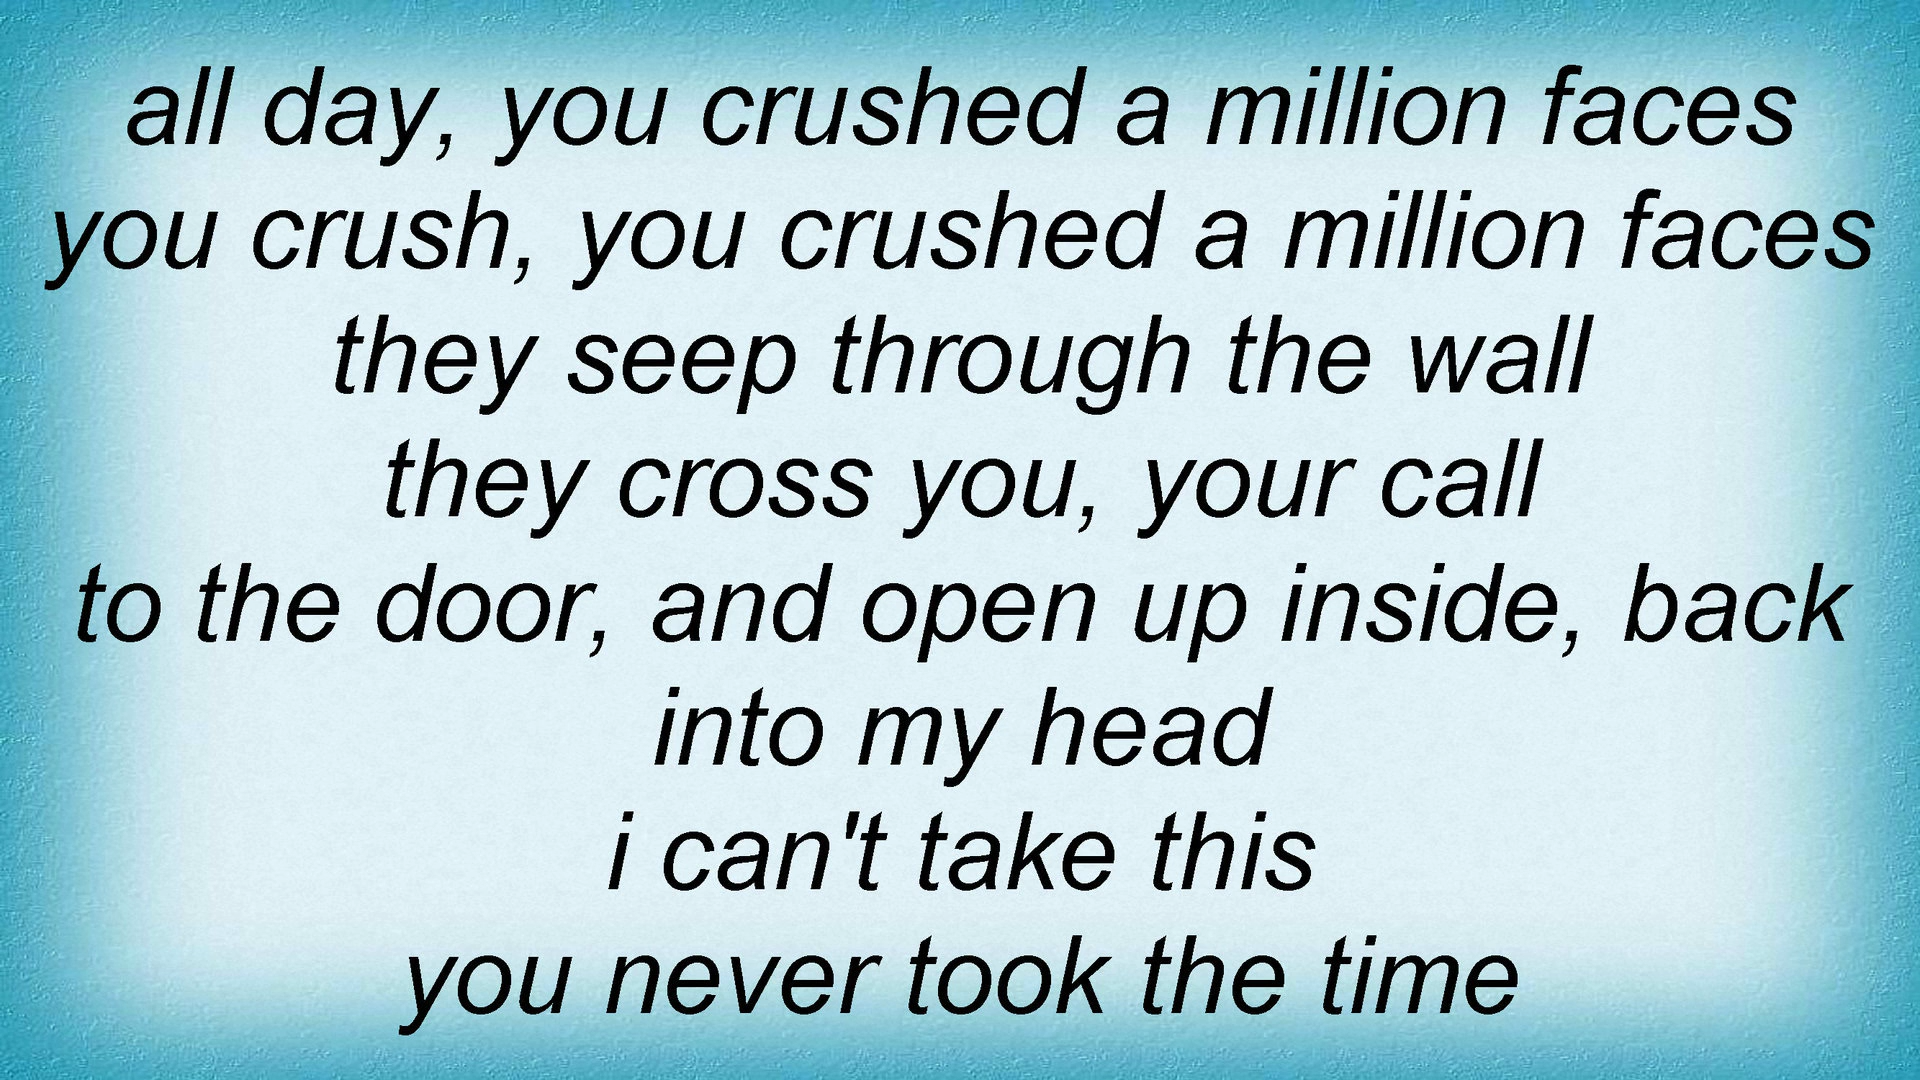 all day, you crushed a million faces
you crush, you crushed a million faces
they seep through the wall
they cross you, your call
to the door, and open up inside, back
into my head
i can't take this
you never took the time